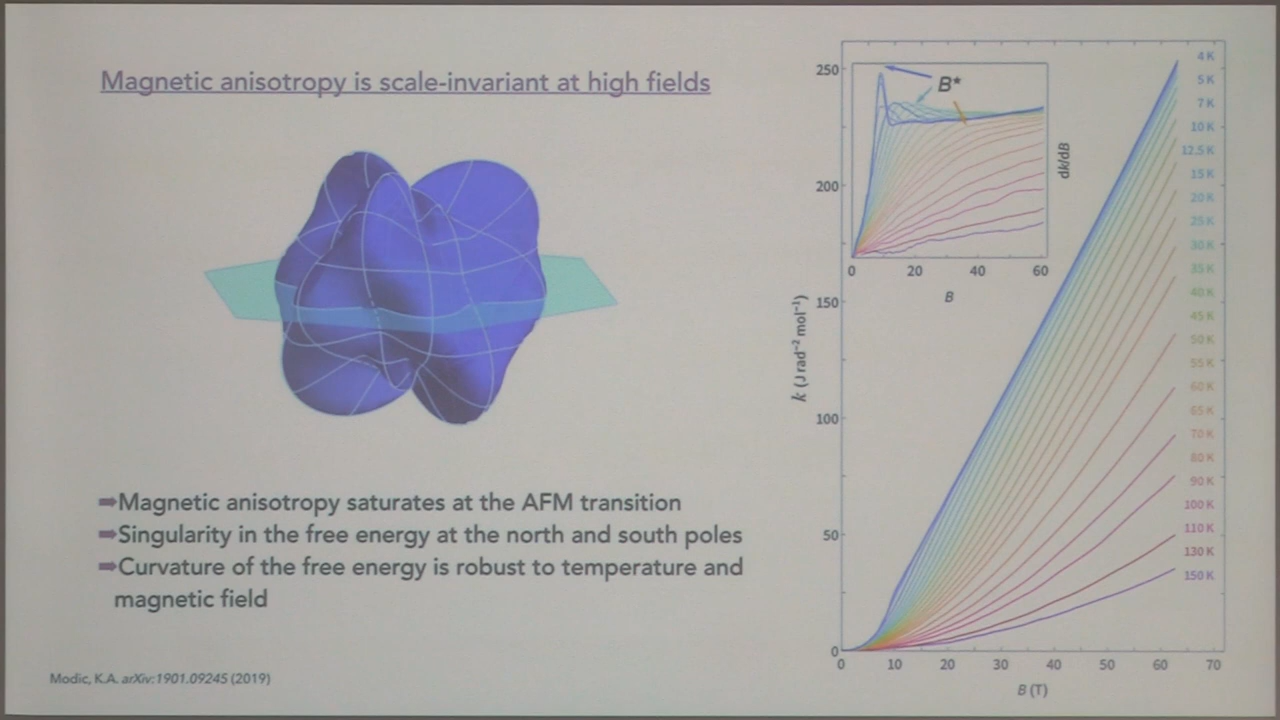 Magnetic anisotropy is scale-invariant at high fields
➡Magnetic anisotropy saturates at the AFM transition
➡Singularity in the free energy at the north and south poles
➡Curvature of the free energy is robust to temperature and
magnetic field
Modic, K.A. arXiv:1901.09245 (2019)
k (J rad⁻² mol⁻¹)
250
200
150
100
50
0
B*
dk/dB
0 20 40 60
B
4 K
5 K
7 K
10 K
12.5 K
15 K
20 K
25 K
30 K
35 K
40 K
45 K
50 K
55 K
60 K
65 K
70 K
80 K
90 K
100 K
110 K
130 K
150 K
0 10 20 30 40 50 60 70
B (T)